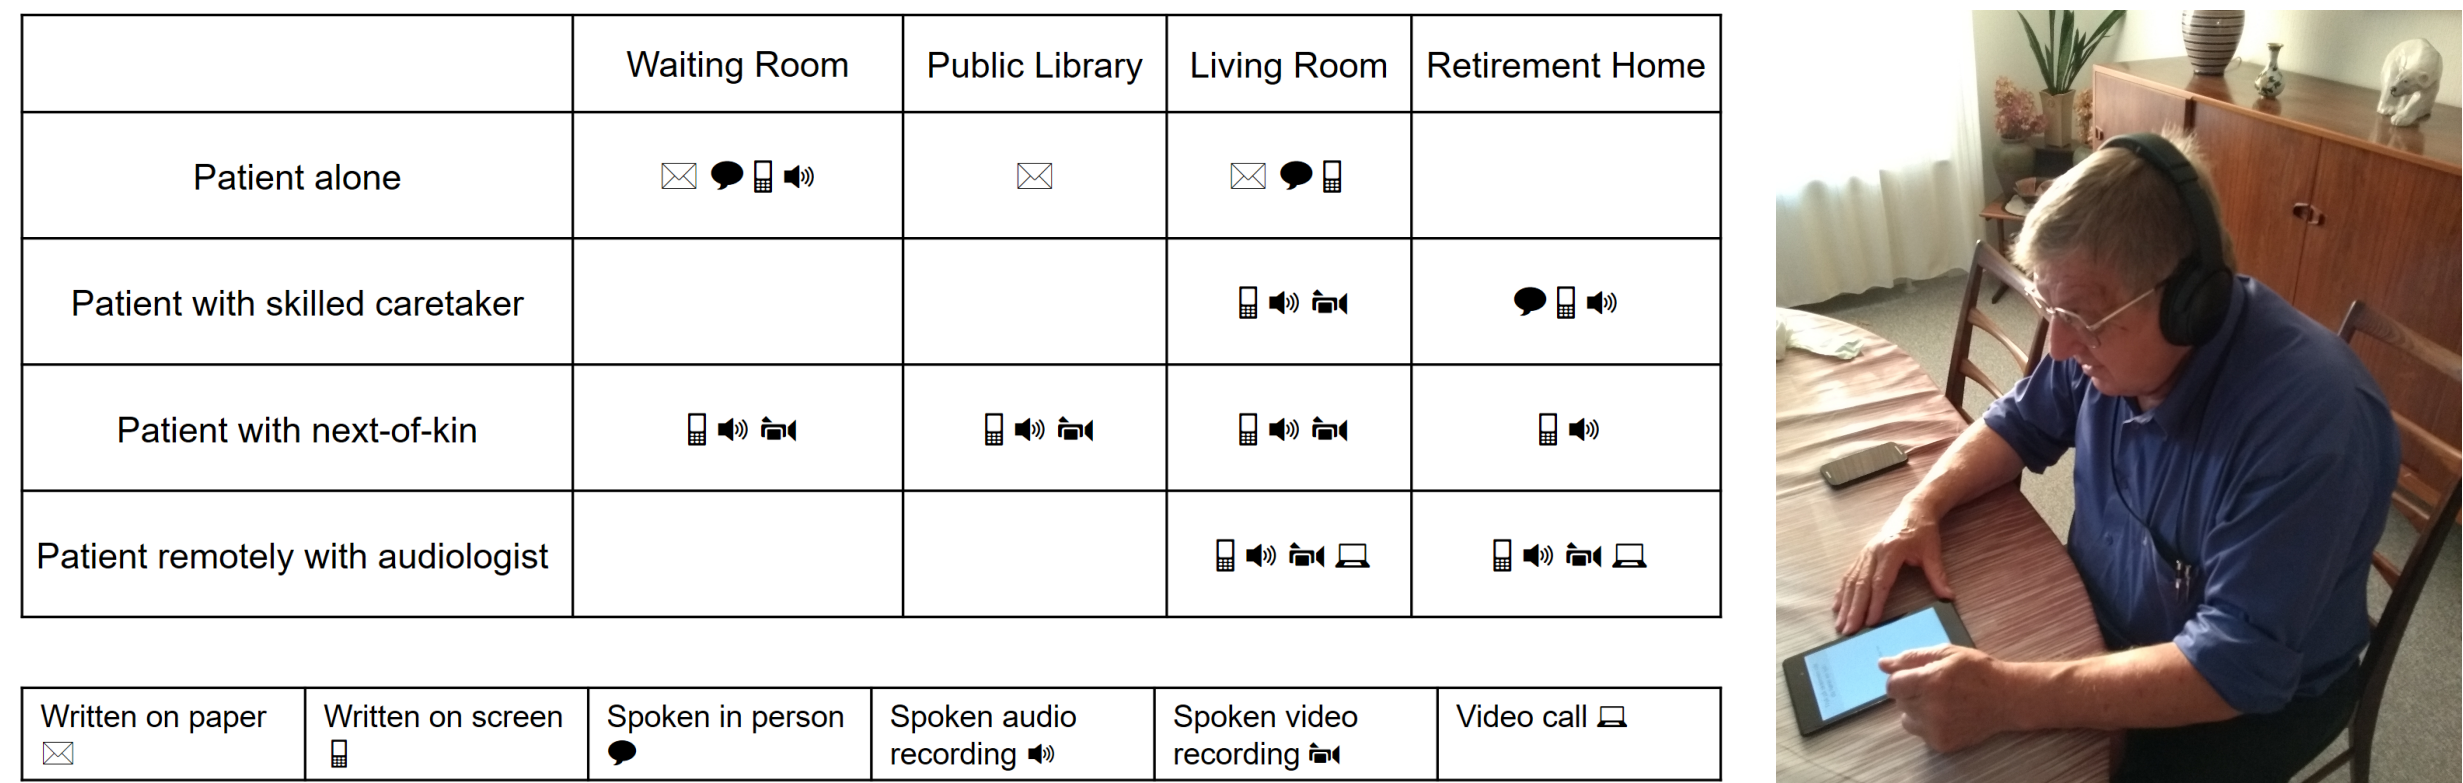 Waiting Room Public Library Living Room Retirement Home
Patient alone
Patient with skilled caretaker
Patient with next-of-kin
Patient remotely with audiologist
Written on paper
Written on screen
Spoken in person
Spoken audio
recording
Spoken video
recording
Video call